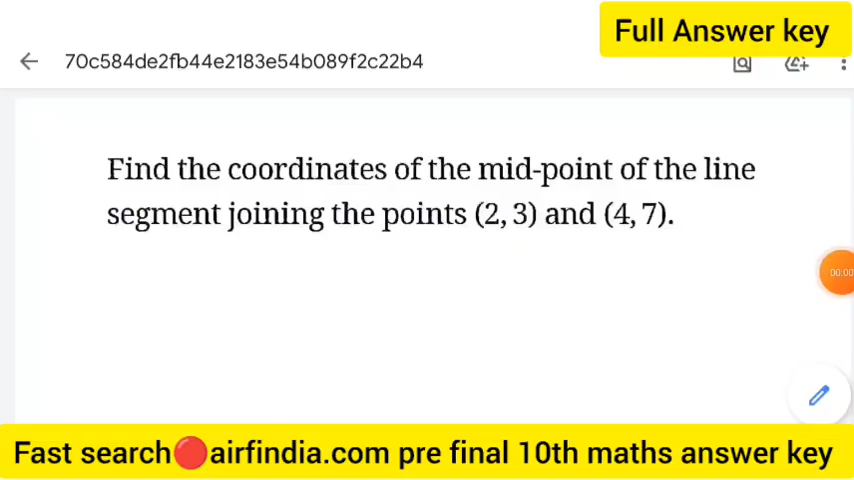 Full Answer key
70c584de2fb44e2183e54b089f2c22b4
Find the coordinates of the mid-point of the line
segment joining the points (2, 3) and (4, 7).
00:00
Fast search🔴airfindia.com pre final 10th maths answer key